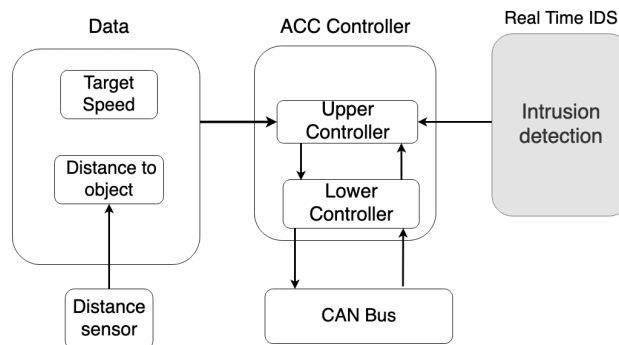 Data
ACC Controller
Real Time IDS
Target
Speed
Distance to
object
Distance
sensor
Upper
Controller
Lower
Controller
CAN Bus
Intrusion
detection